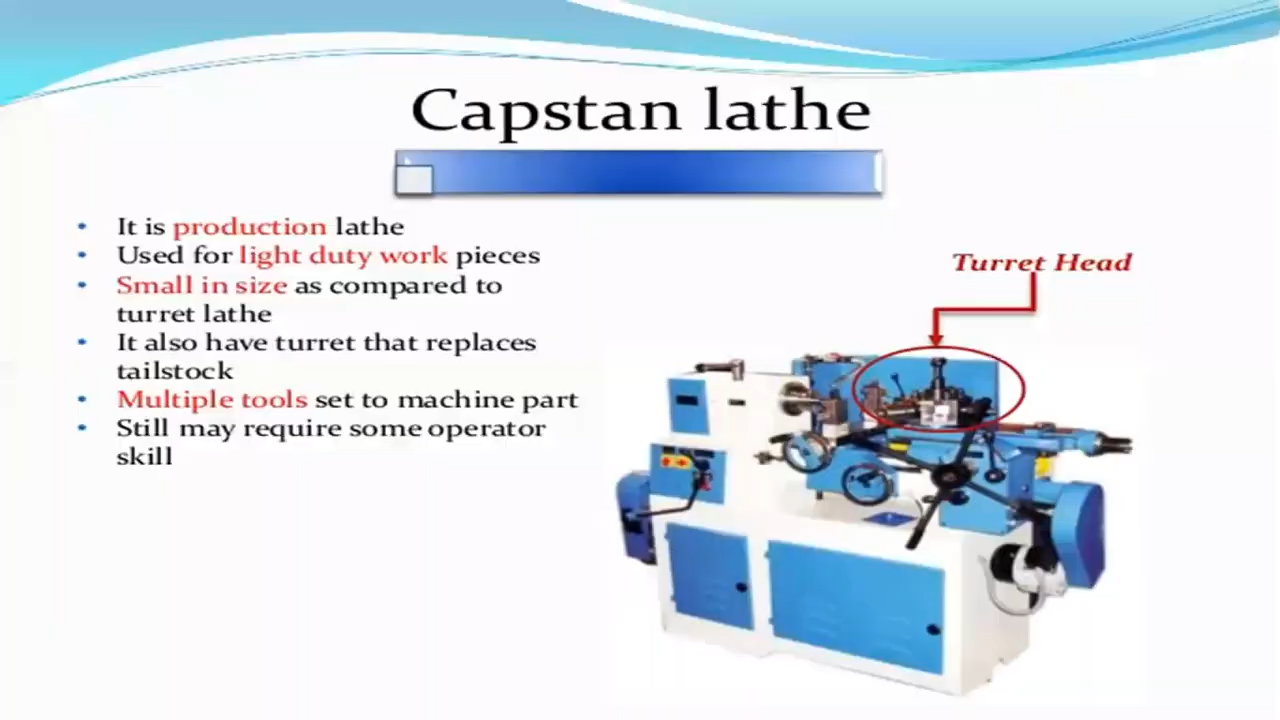 Capstan lathe
• It is production lathe
• Used for light duty work pieces
• Small in size as compared to
turret lathe
• It also have turret that replaces
tailstock
• Multiple tools set to machine part
• Still may require some operator
skill
Turret Head